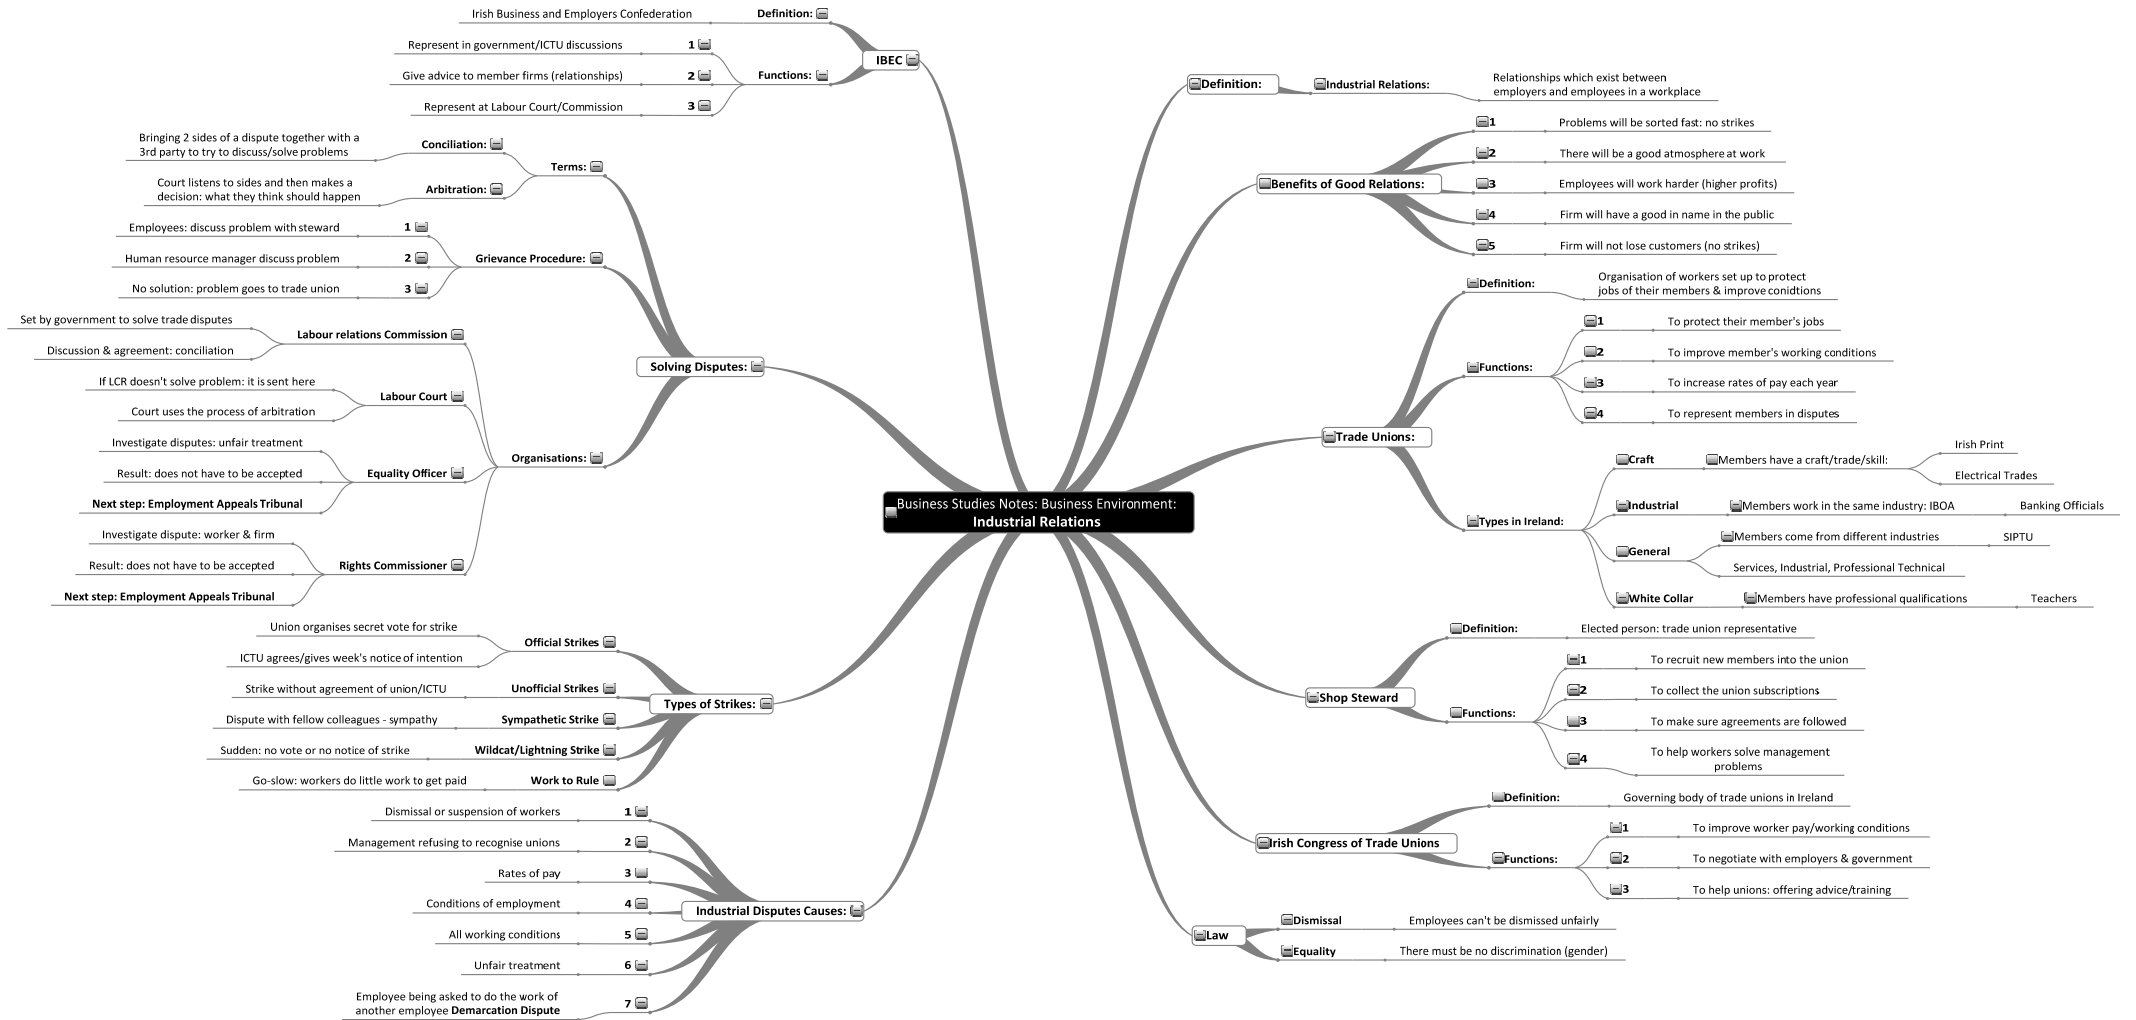 Business Studies Notes: Business Environment:
Industrial Relations
Definition:
Industrial Relations:
Relationships which exist between
employers and employees in a workplace
Benefits of Good Relations:
1
Problems will be sorted fast: no strikes
2
There will be a good atmosphere at work
3
Employees will work harder (higher profits)
4
Firm will have a good in name in the public
5
Firm will not lose customers (no strikes)
Trade Unions:
Definition:
Organisation of workers set up to protect
jobs of their members & improve conidtions
Functions:
1
To protect their member's jobs
2
To improve member's working conditions
3
To increase rates of pay each year
4
To represent members in disputes
Types in Ireland:
Craft
Members have a craft/trade/skill:
Irish Print
Electrical Trades
Industrial
Members work in the same industry: IBOA
Banking Officials
General
Members come from different industries
SIPTU
Services, Industrial, Professional Technical
White Collar
Members have professional qualifications
Teachers
Shop Steward
Definition:
Elected person: trade union representative
Functions:
1
To recruit new members into the union
2
To collect the union subscriptions
3
To make sure agreements are followed
4
To help workers solve management
problems
Irish Congress of Trade Unions
Definition:
Governing body of trade unions in Ireland
Functions:
1
To improve worker pay/working conditions
2
To negotiate with employers & government
3
To help unions: offering advice/training
Law
Dismissal
Employees can't be dismissed unfairly
Equality
There must be no discrimination (gender)
IBEC
Definition:
Irish Business and Employers Confederation
Functions:
1
Represent in government/ICTU discussions
2
Give advice to member firms (relationships)
3
Represent at Labour Court/Commission
Solving Disputes:
Terms:
Conciliation:
Bringing 2 sides of a dispute together with a
3rd party to try to discuss/solve problems
Arbitration:
Court listens to sides and then makes a
decision: what they think should happen
Grievance Procedure:
1
Employees: discuss problem with steward
2
Human resource manager discuss problem
3
No solution: problem goes to trade union
Organisations:
Labour relations Commission
Set by government to solve trade disputes
Discussion & agreement: conciliation
Labour Court
If LCR doesn't solve problem: it is sent here
Court uses the process of arbitration
Equality Officer
Investigate disputes: unfair treatment
Result: does not have to be accepted
Next step: Employment Appeals Tribunal
Rights Commissioner
Investigate dispute: worker & firm
Result: does not have to be accepted
Next step: Employment Appeals Tribunal
Types of Strikes:
Official Strikes
Union organises secret vote for strike
ICTU agrees/gives week's notice of intention
Unofficial Strikes
Strike without agreement of union/ICTU
Sympathetic Strike
Dispute with fellow colleagues - sympathy
Wildcat/Lightning Strike
Sudden: no vote or no notice of strike
Work to Rule
Go-slow: workers do little work to get paid
Industrial Disputes Causes:
1
Dismissal or suspension of workers
2
Management refusing to recognise unions
3
Rates of pay
4
Conditions of employment
5
All working conditions
6
Unfair treatment
7
Employee being asked to do the work of
another employee Demarcation Dispute